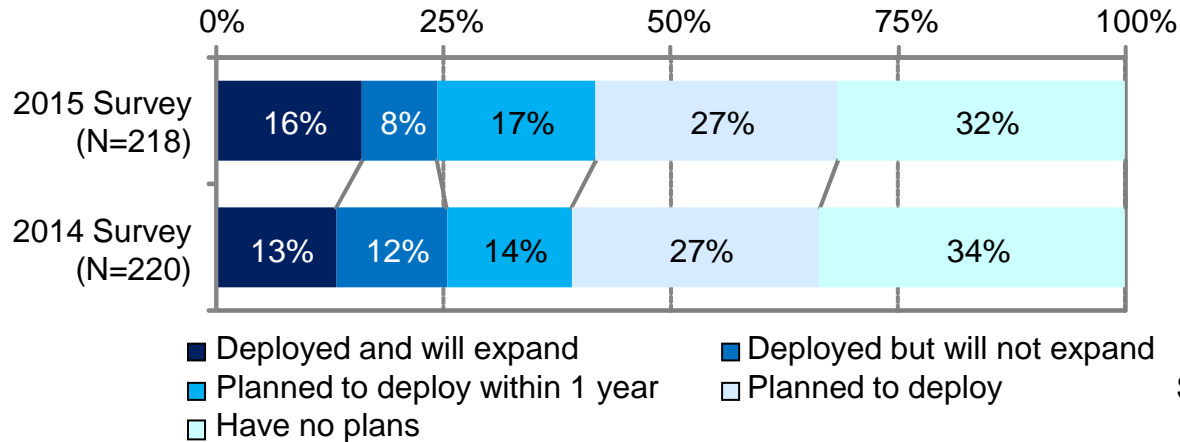 0% 25% 50% 75% 100%
2015 Survey
(N=218)
16% 8% 17% 27% 32%
2014 Survey
(N=220)
13% 12% 14% 27% 34%
Deployed and will expand Deployed but will not expand
Planned to deploy within 1 year Planned to deploy
Have no plans